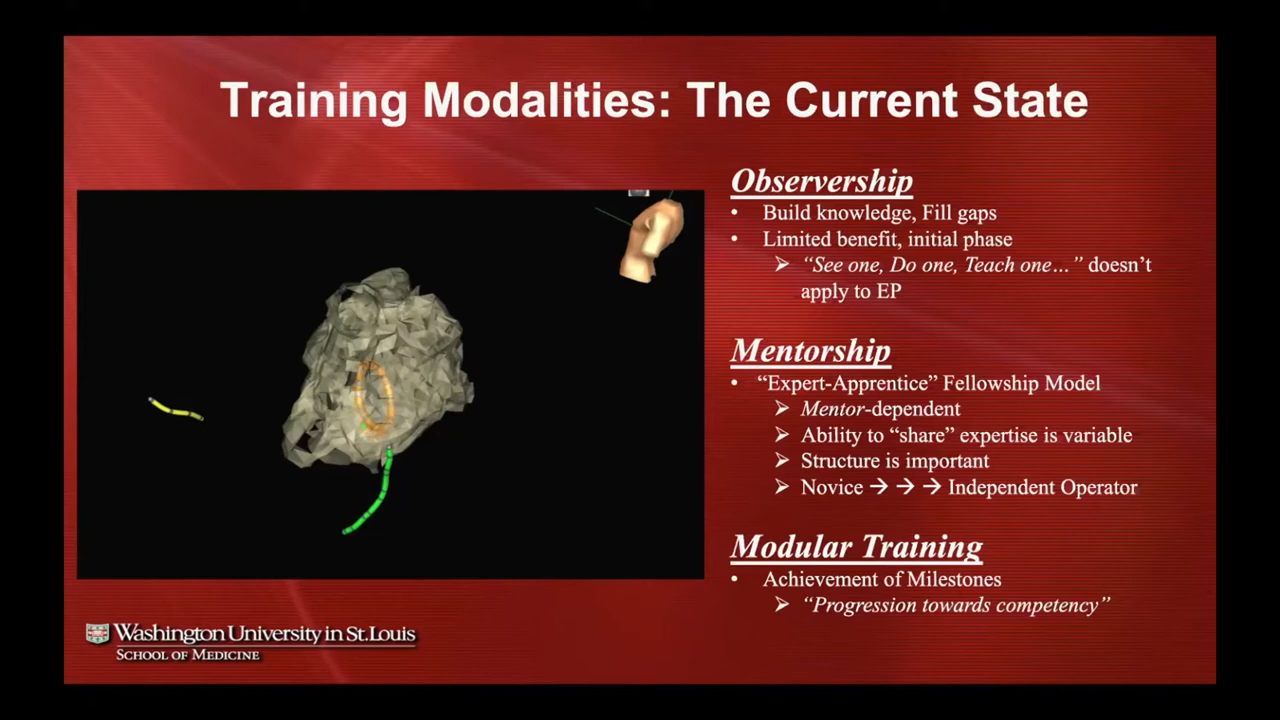 Training Modalities: The Current State
Observership
• Build knowledge, Fill gaps
• Limited benefit, initial phase
➢ “See one, Do one, Teach one…” doesn’t
apply to EP
Mentorship
• “Expert-Apprentice” Fellowship Model
➢ Mentor-dependent
➢ Ability to “share” expertise is variable
➢ Structure is important
➢ Novice → → → Independent Operator
Modular Training
• Achievement of Milestones
➢ “Progression towards competency”
Washington University in St. Louis
SCHOOL OF MEDICINE